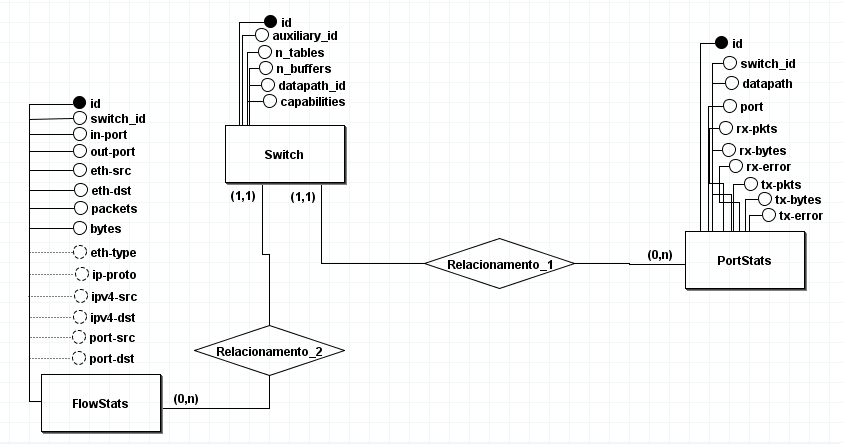 id
auxiliary_id
n_tables
n_buffers
datapath_id
capabilities
Switch
(1,1)
(1,1)
id
switch_id
datapath
port
rx-pkts
rx-bytes
rx-error
tx-pkts
tx-bytes
tx-error
PortStats
(0,n)
Relacionamento_1
id
switch_id
in-port
out-port
eth-src
eth-dst
packets
bytes
eth-type
ip-proto
ipv4-src
ipv4-dst
port-src
port-dst
FlowStats
(0,n)
Relacionamento_2